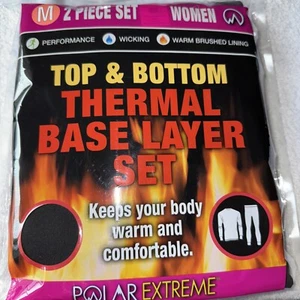 M 2 PIECE SET WOMEN
PERFORMANCE WICKING WARM BRUSHED LINING
TOP & BOTTOM
THERMAL
BASE LAYER
SET
Keeps your body
warm and
comfortable.
POLAR EXTREME